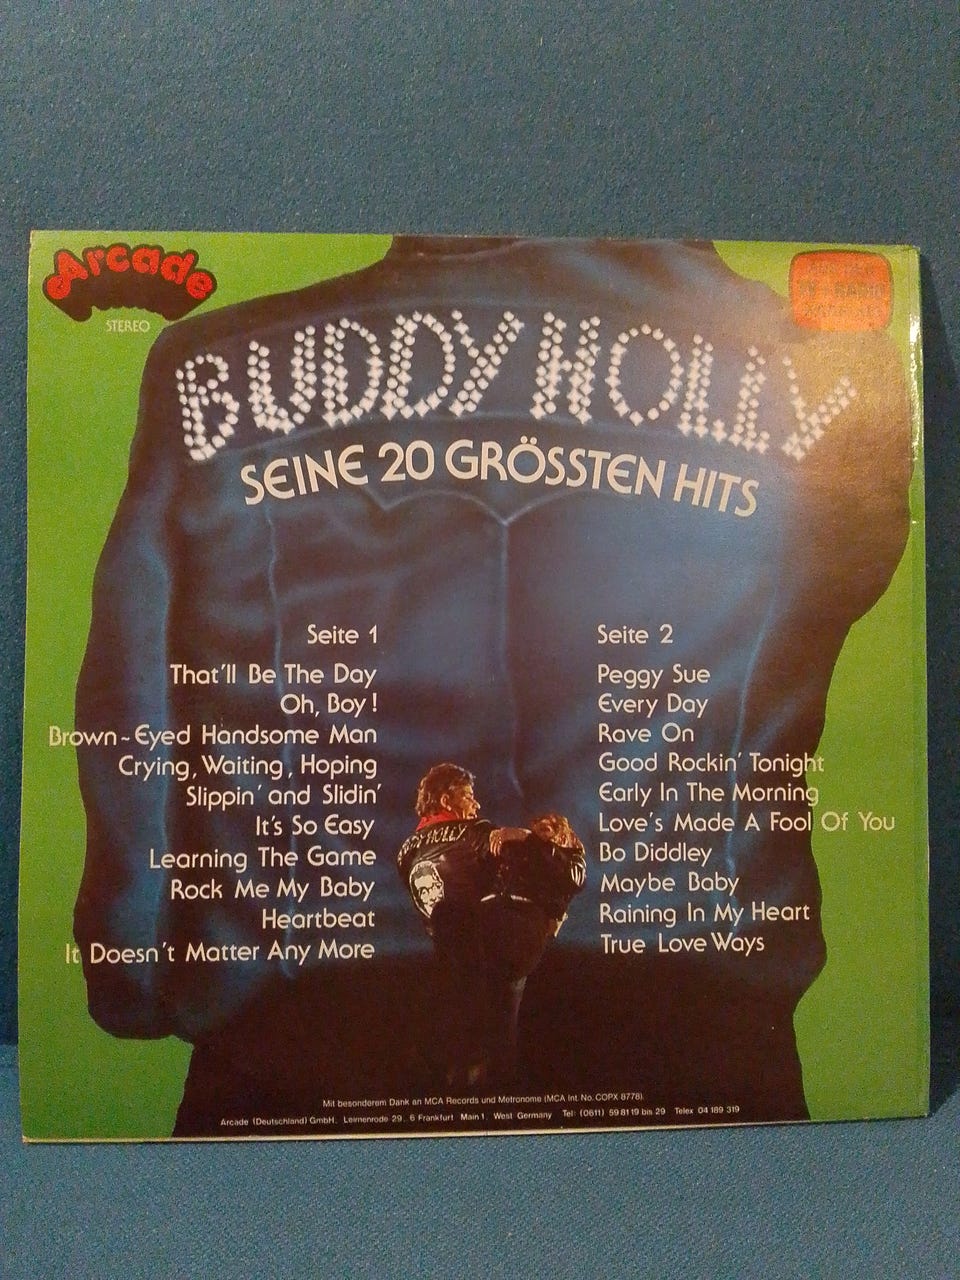 Arcade
STEREO
BUDDY HOLLY
SEINE 20 GRÖSSTEN HITS
Seite 1
That'll Be The Day
Oh, Boy!
Brown-Eyed Handsome Man
Crying, Waiting, Hoping
Slippin' and Slidin'
It's So Easy
Learning The Game
Rock Me My Baby
Heartbeat
It Doesn't Matter Any More
Seite 2
Peggy Sue
Every Day
Rave On
Good Rockin' Tonight
Early In The Morning
Love's Made A Fool Of You
Bo Diddley
Maybe Baby
Raining In My Heart
True Love Ways
BUDDY HOLLY
Mit besonderem Dank an MCA Records und Metronome (MCA Int. No. COPX 8778).
Arcade (Deutschland) GmbH, Leimenrode 29, 6 Frankfurt Main 1, West Germany Tel: (0611) 59 81 19 bis 29 Telex 04 189 319